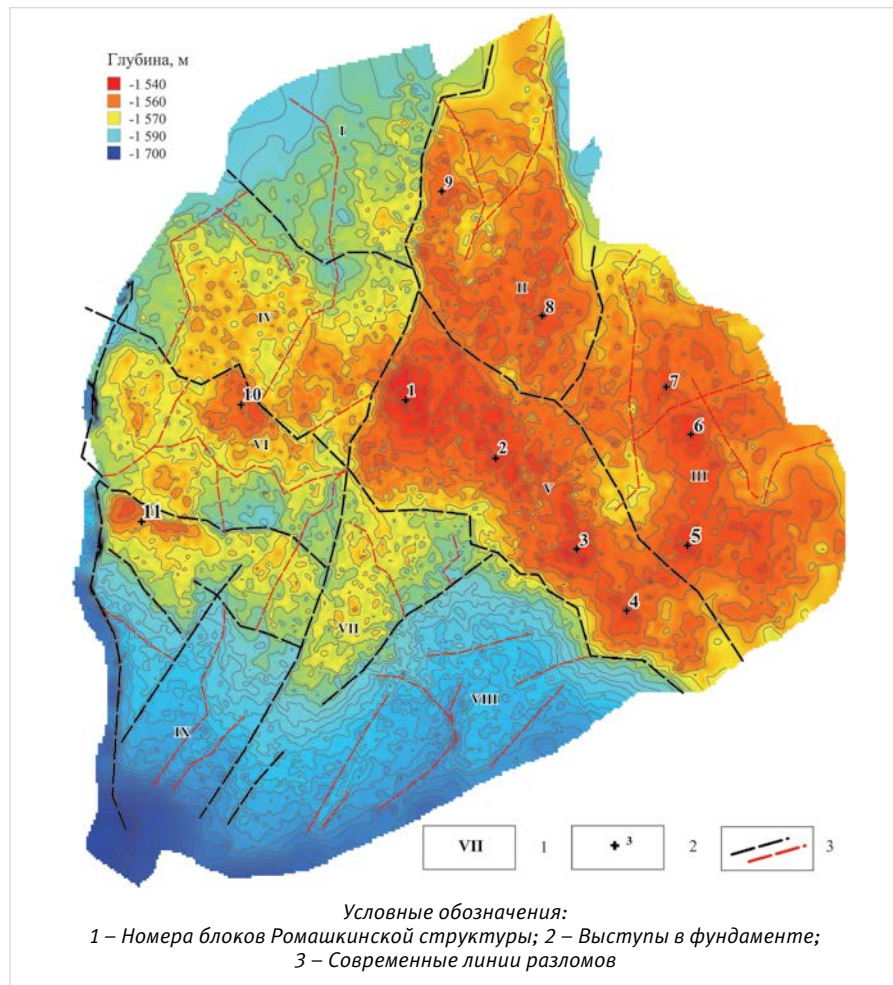 Глубина, м
-1 540
-1 560
-1 570
-1 590
-1 700
I
9
II
8
IV
1
7
10
6
VI
2
III
V
11
3
5
4
VII
VIII
IX
VII 1 3 2 3
Условные обозначения:
1 – Номера блоков Ромашкинской структуры; 2 – Выступы в фундаменте;
3 – Современные линии разломов